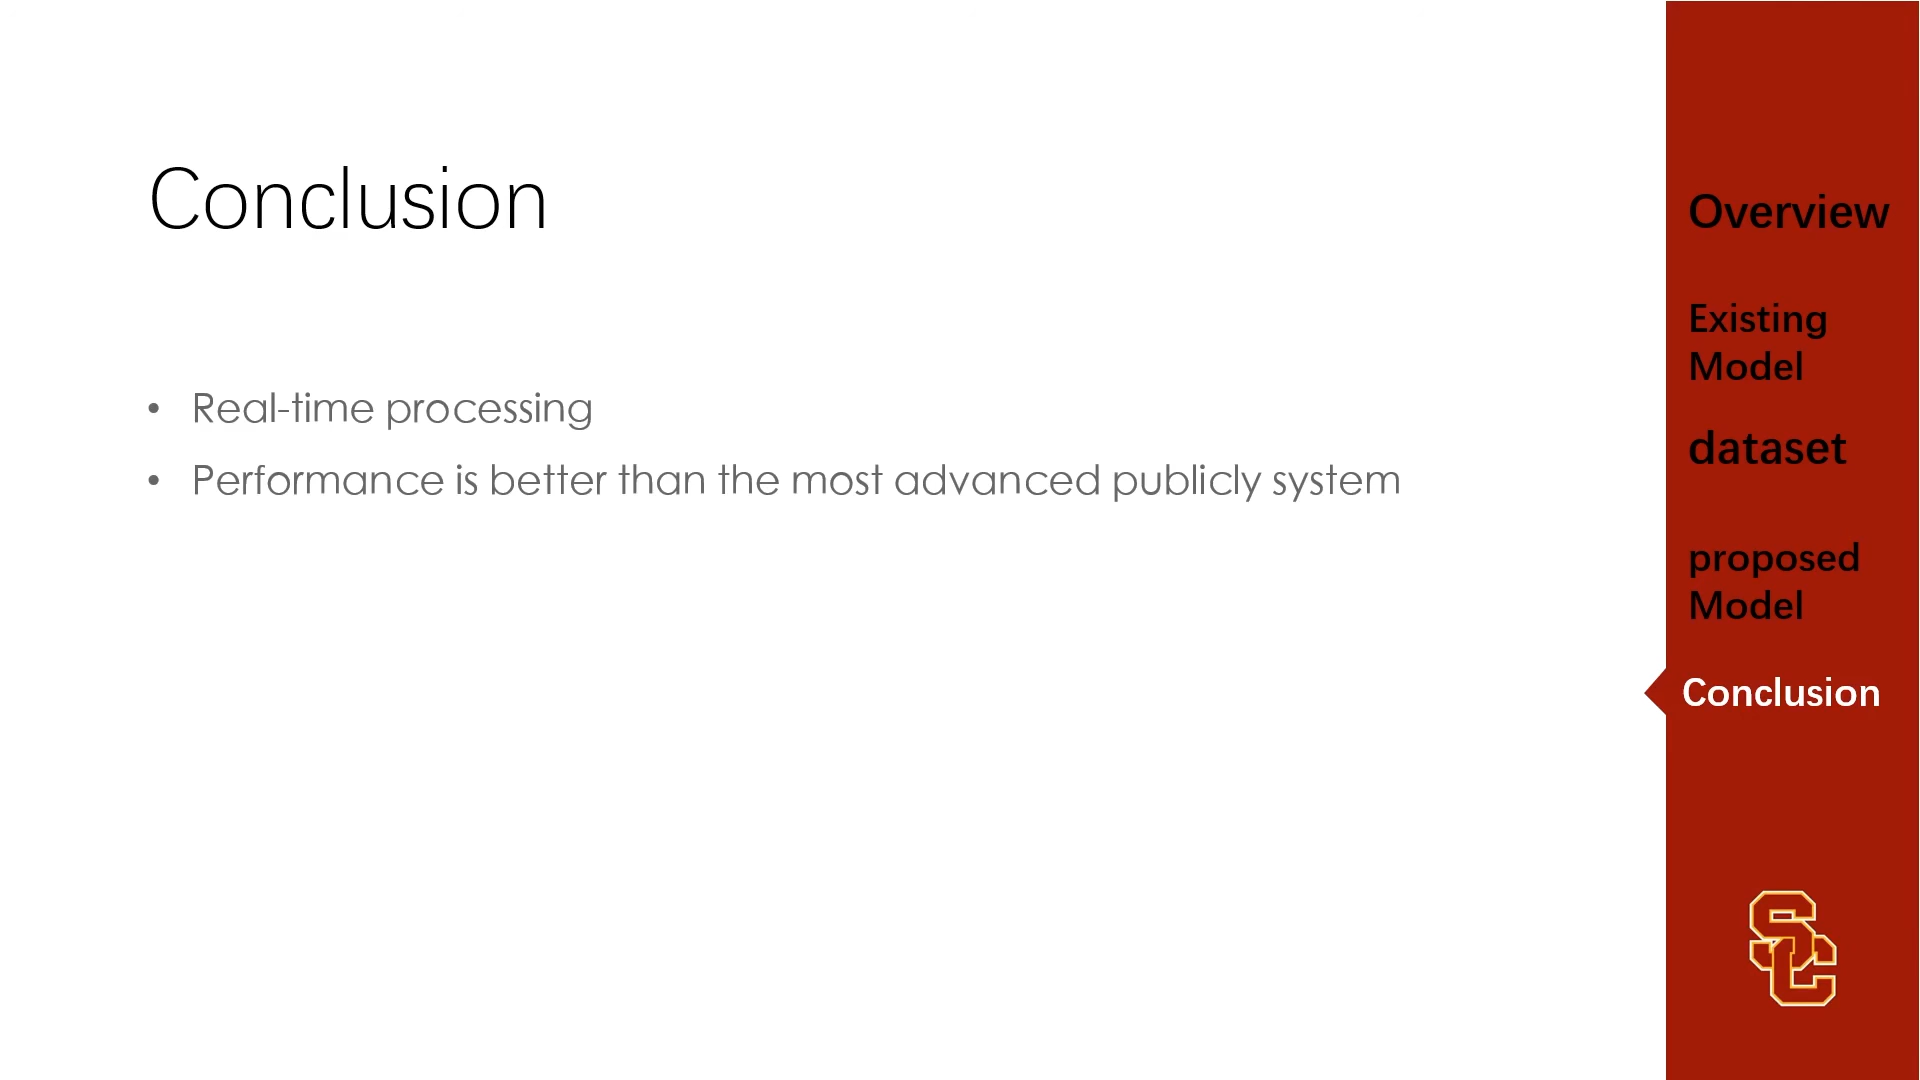 Conclusion
• Real-time processing
• Performance is better than the most advanced publicly system
Overview
Existing
Model
dataset
proposed
Model
Conclusion
SC